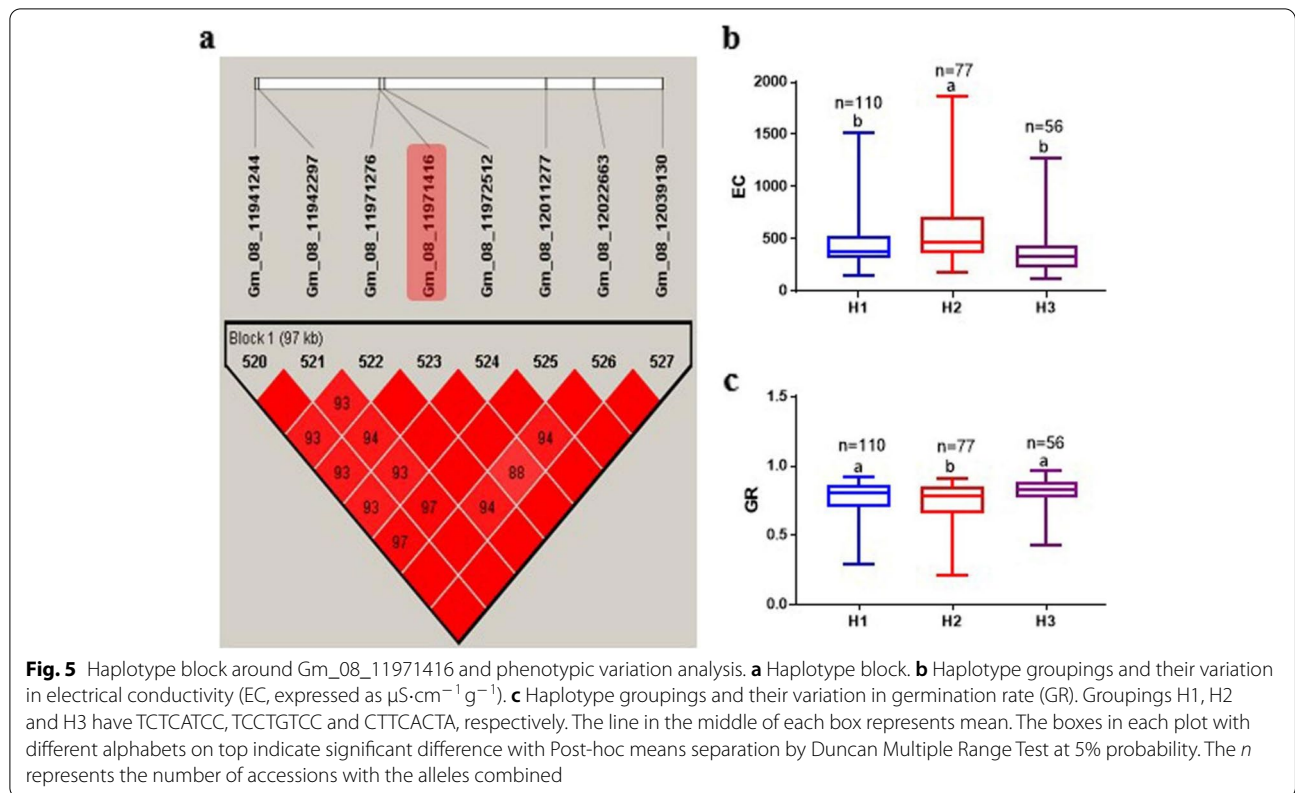 a
Gm_08_11941244
Gm_08_11942297
Gm_08_11971276
Gm_08_11971416
Gm_08_11972512
Gm_08_12011277
Gm_08_12022663
Gm_08_12039130
Block 1 (97 kb)
520 521 522 523 524 525 526 527
93
93 94 94
93 93 88
93 97 94
97
b
EC
2000
1500
1000
500
0
n=110
b
n=77
a
n=56
b
H1 H2 H3
c
GR
1.5
1.0
0.5
0.0
n=110
a
n=77
b
n=56
a
H1 H2 H3
Fig. 5 Haplotype block around Gm_08_11971416 and phenotypic variation analysis. a Haplotype block. b Haplotype groupings and their variation
in electrical conductivity (EC, expressed as μS·cm⁻¹ g⁻¹). c Haplotype groupings and their variation in germination rate (GR). Groupings H1, H2
and H3 have TCTCATCC, TCCTGTCC and CTTCACTA, respectively. The line in the middle of each box represents mean. The boxes in each plot with
different alphabets on top indicate significant difference with Post-hoc means separation by Duncan Multiple Range Test at 5% probability. The n
represents the number of accessions with the alleles combined